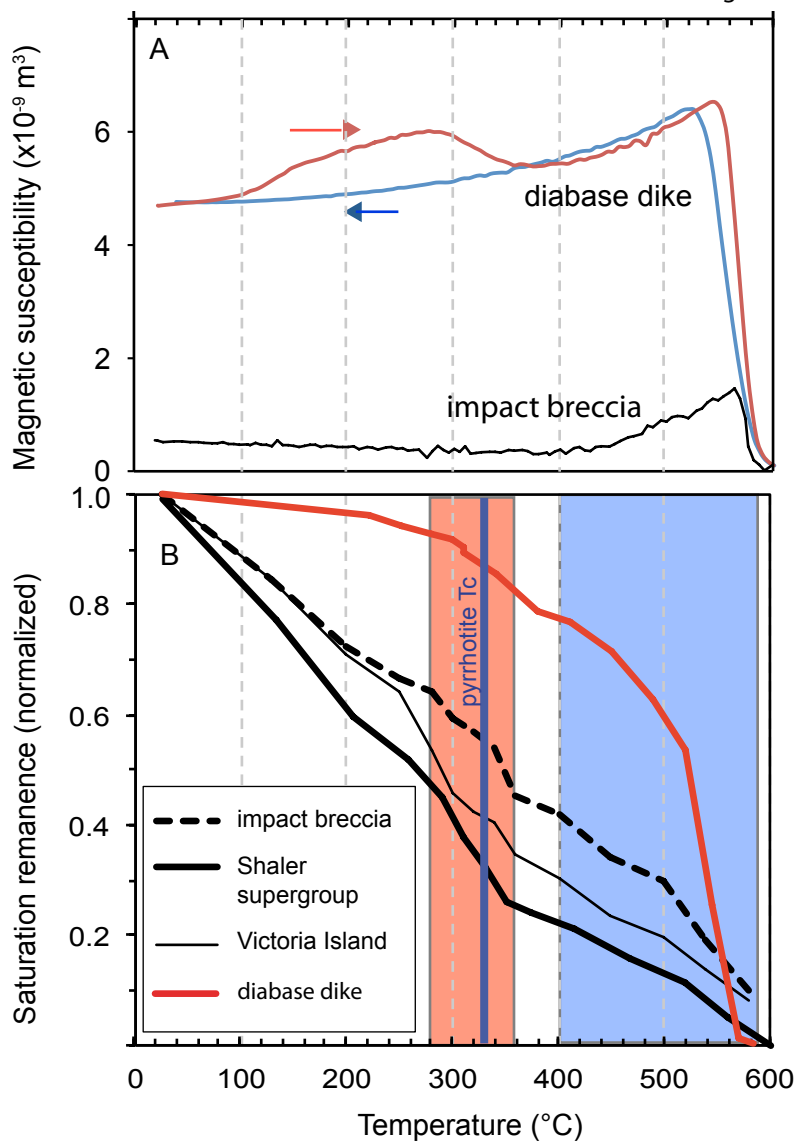 A
Magnetic susceptibility (x10⁻⁹ m³)
6
4
2
0
diabase dike
impact breccia
B
Saturation remanence (normalized)
1.0
0.8
0.6
0.4
0.2
pyrrhotite Tc
impact breccia
Shaler
supergroup
Victoria Island
diabase dike
0 100 200 300 400 500 600
Temperature (°C)